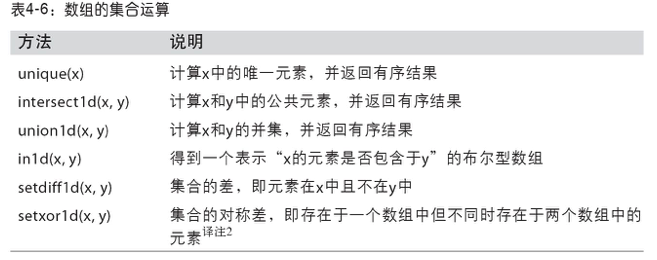 表4-6：数组的集合运算
方法 说明
unique(x) 计算x中的唯一元素，并返回有序结果
intersect1d(x, y) 计算x和y中的公共元素，并返回有序结果
union1d(x, y) 计算x和y的并集，并返回有序结果
in1d(x, y) 得到一个表示“x的元素是否包含于y”的布尔型数组
setdiff1d(x, y) 集合的差，即元素在x中且不在y中
setxor1d(x, y) 集合的对称差，即存在于一个数组中但不同时存在于两个数组中的
元素译注2